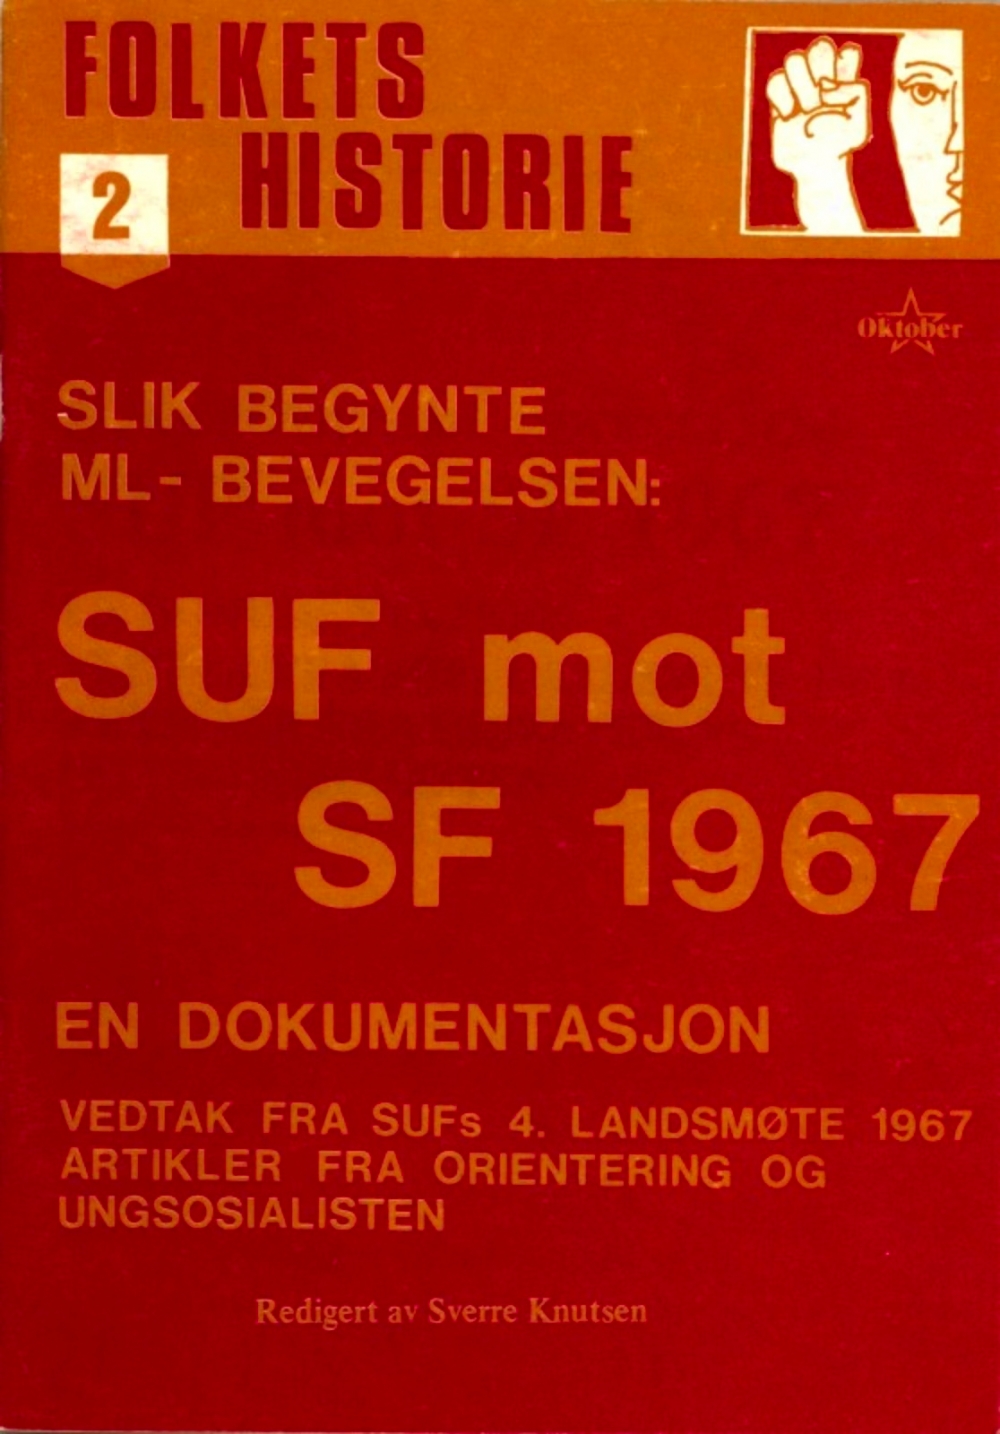 FOLKETS
HISTORIE
2
Oktober
SLIK BEGYNTE
ML- BEVEGELSEN:
SUF mot
SF 1967
EN DOKUMENTASJON
VEDTAK FRA SUFs 4. LANDSMØTE 1967
ARTIKLER FRA ORIENTERING OG
UNGSOSIALISTEN
Redigert av Sverre Knutsen